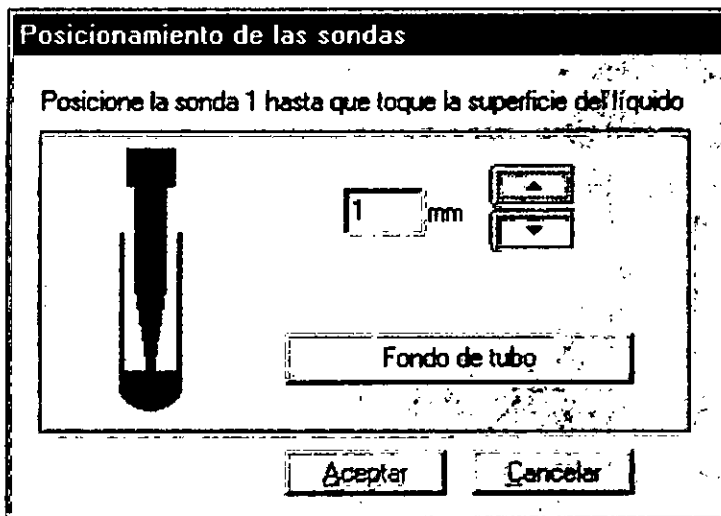 Posicionamiento de las sondas
Posicione la sonda 1 hasta que toque la superficie del líquido
1 mm
Fondo de tubo
Aceptar Cancelar